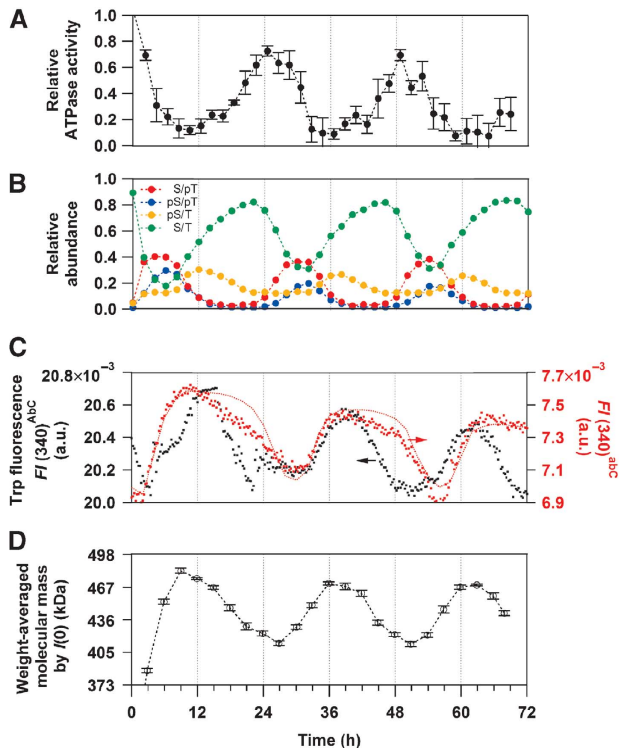 A
Relative
ATPase activity
1.0
0.8
0.6
0.4
0.2
0.0
B
Relative
abundance
1.0
0.8
0.6
0.4
0.2
0.0
S/pT
pS/pT
pS/T
S/T
C
Trp fluorescence
FI (340)AbC
(a.u.)
20.8×10⁻³
20.6
20.4
20.2
20.0
7.7×10⁻³
7.5
7.3
7.1
6.9
FI (340)abC
(a.u.)
D
Weight-averaged
molecular mass
by I(0) (kDa)
498
467
436
405
373
0 12 24 36 48 60 72
Time (h)